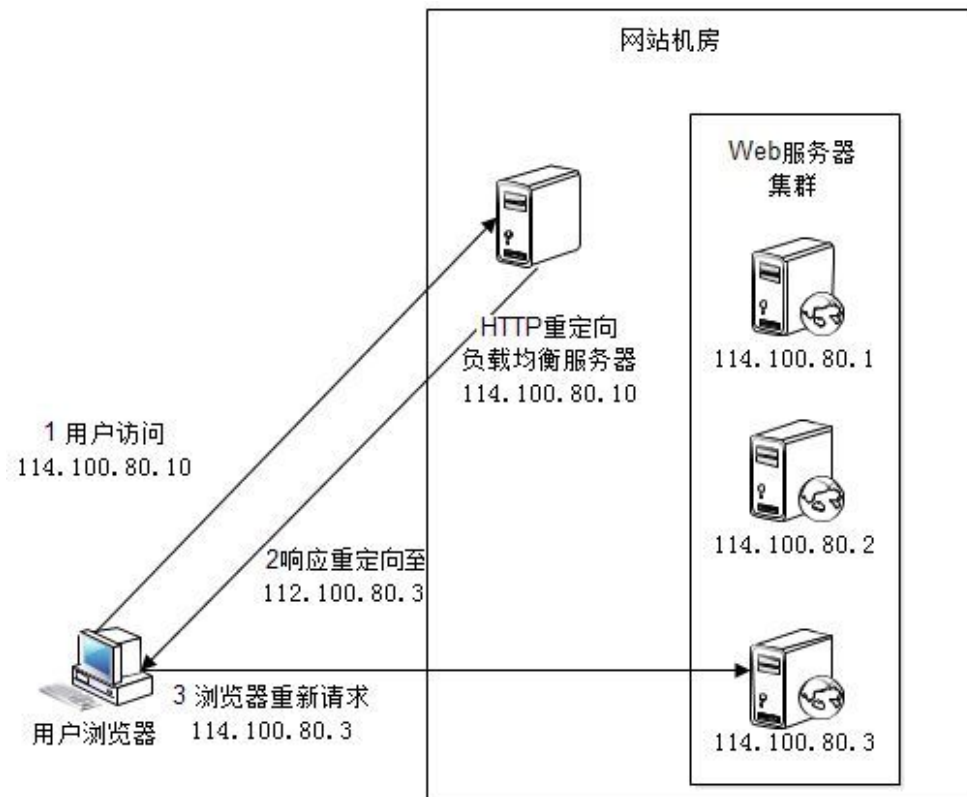 网站机房
Web服务器
集群
HTTP重定向
负载均衡服务器
114.100.80.10
114.100.80.1
1 用户访问
114.100.80.10
114.100.80.2
2响应重定向至
112.100.80.3
3 浏览器重新请求
114.100.80.3
用户浏览器
114.100.80.3